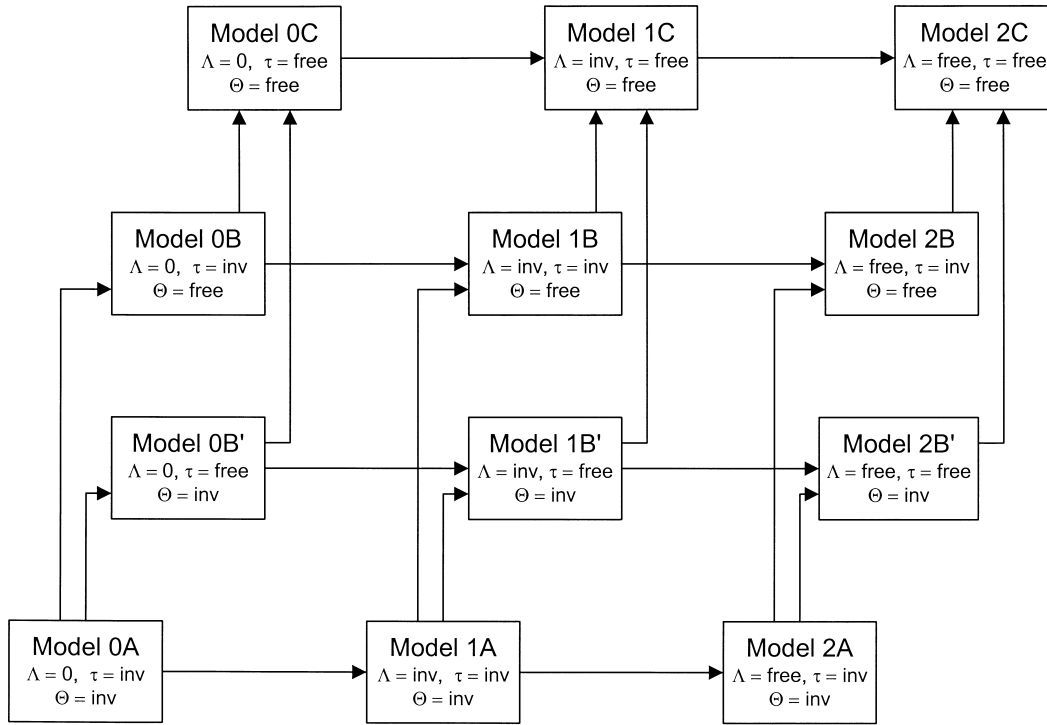 Model 0C
Λ = 0, τ = free
Θ = free
Model 1C
Λ = inv, τ = free
Θ = free
Model 2C
Λ = free, τ = free
Θ = free
Model 0B
Λ = 0, τ = inv
Θ = free
Model 1B
Λ = inv, τ = inv
Θ = free
Model 2B
Λ = free, τ = inv
Θ = free
Model 0B'
Λ = 0, τ = free
Θ = inv
Model 1B'
Λ = inv, τ = free
Θ = inv
Model 2B'
Λ = free, τ = free
Θ = inv
Model 0A
Λ = 0, τ = inv
Θ = inv
Model 1A
Λ = inv, τ = inv
Θ = inv
Model 2A
Λ = free, τ = inv
Θ = inv